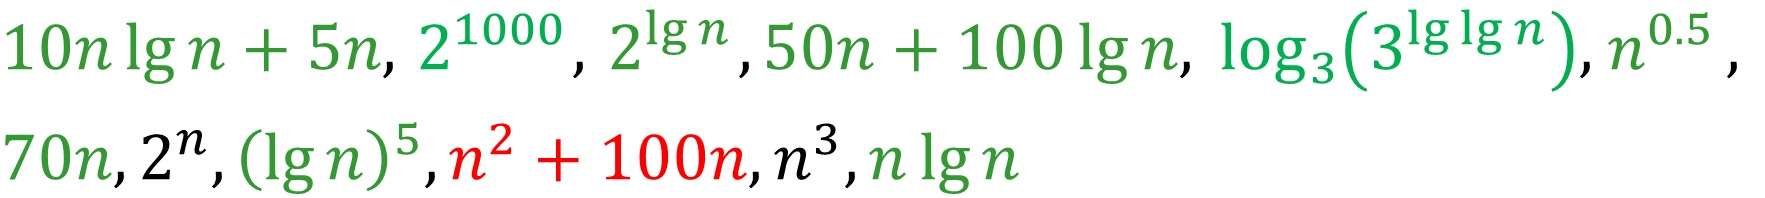 10n lg n + 5n, 2^1000 , 2^(lg n) , 50n + 100 lg n, log₃(3^(lg lg n)), n^0.5 ,
70n, 2^n, (lg n)^5, n^2 + 100n, n^3, n lg n